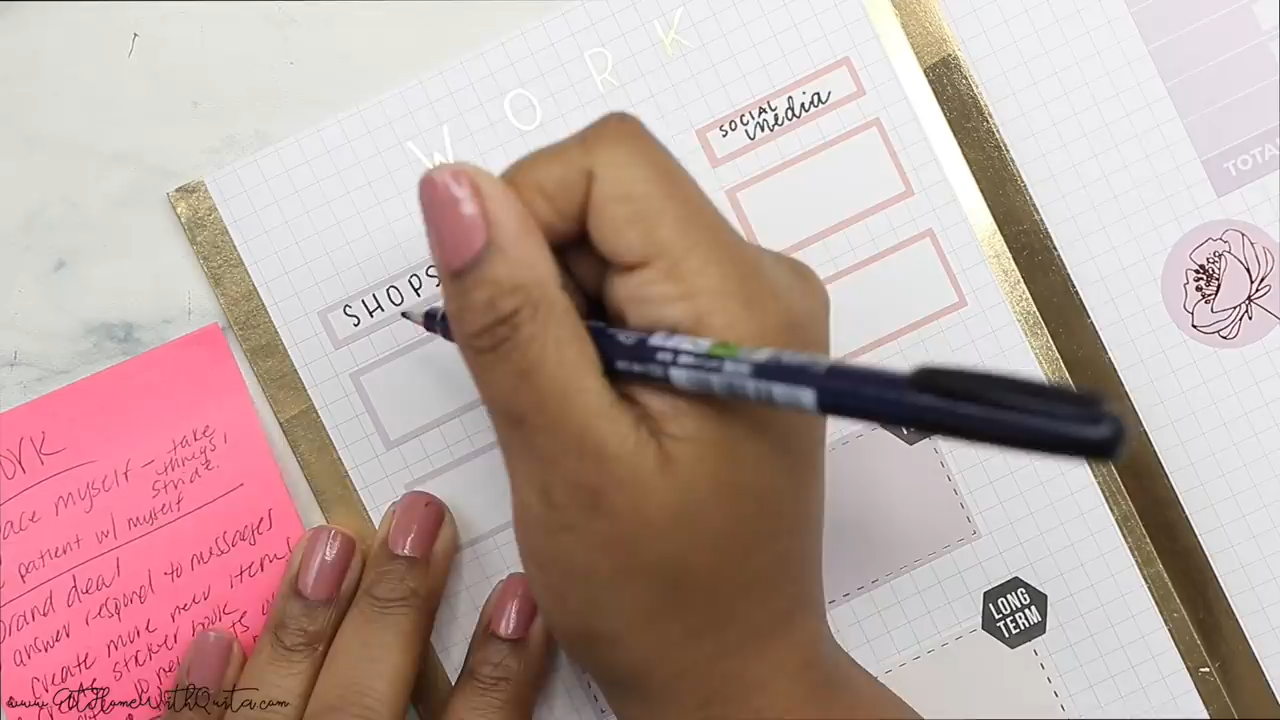 W O R K
SOCIAL
media
SHOPS
TOTA
LONG
TERM
ork
ace myself - take
things,
stride.
patient w/ myself
brand deal
answer respond to messages
create more new items
sticker book
www.AtHomeWithQuita.com